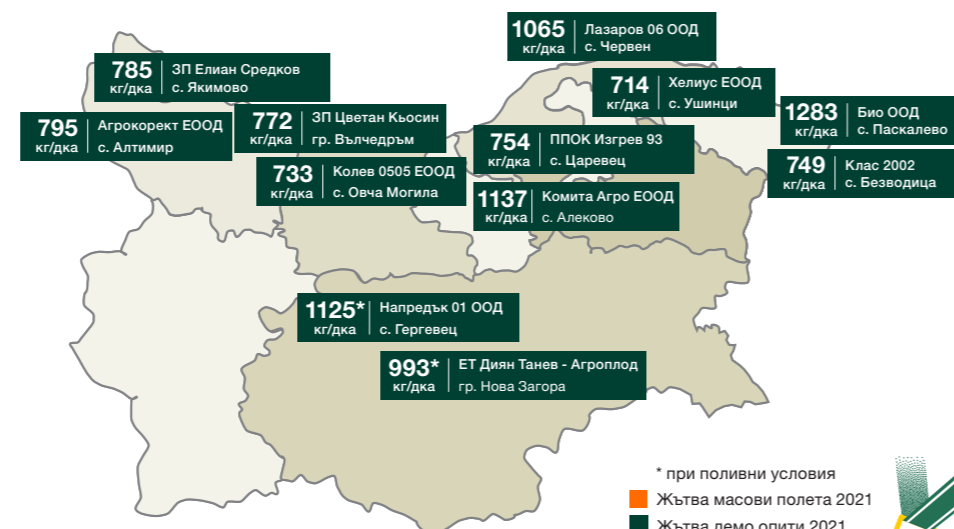 1065
кг/дка
Лазаров 06 ООД
с. Червен
785
кг/дка
ЗП Елиан Средков
с. Якимово
714
кг/дка
Хелиус ЕООД
с. Ушинци
795
кг/дка
Агрокорект ЕООД
с. Алтимир
772
кг/дка
ЗП Цветан Кьосин
гр. Вълчедръм
1283
кг/дка
Био ООД
с. Паскалево
754
кг/дка
ППОК Изгрев 93
с. Царевец
733
кг/дка
Колев 0505 ЕООД
с. Овча Могила
749
кг/дка
Клас 2002
с. Безводица
1137
кг/дка
Комита Агро ЕООД
с. Алеково
1125*
кг/дка
Напредък 01 ООД
с. Гергевец
993*
кг/дка
ЕТ Диян Танев - Агроплод
гр. Нова Загора
* при поливни условия
Жътва масови полета 2021
Жътва демо опити 2021